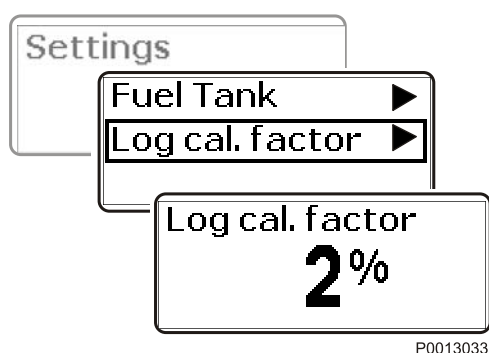 Settings
Fuel Tank
Log cal. factor
Log cal. factor
2%
P0013033